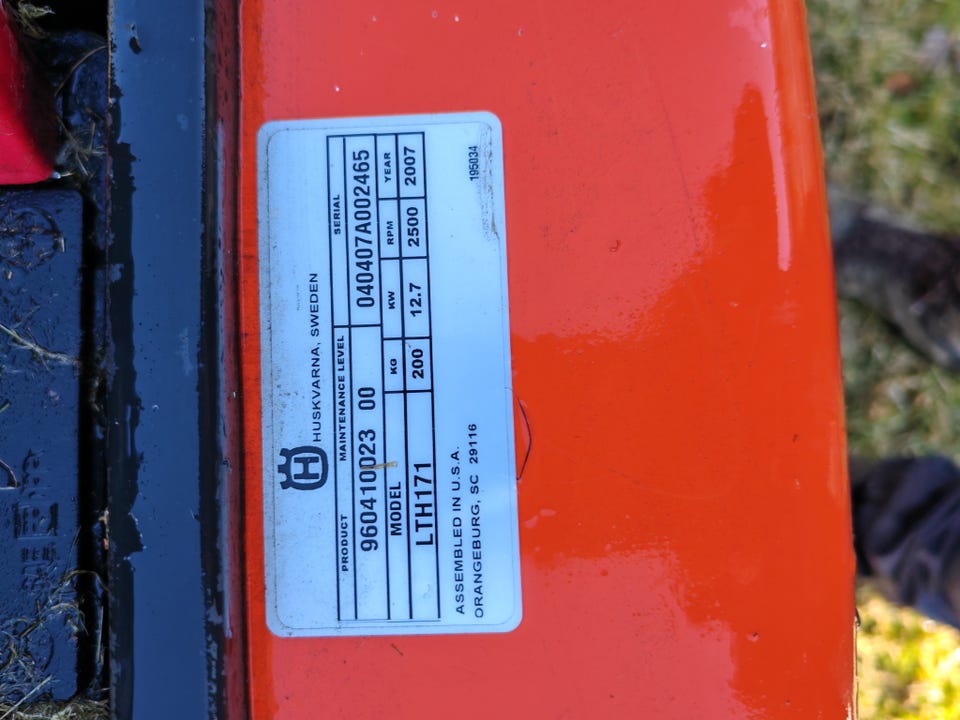 H
HUSKVARNA, SWEDEN
PRODUCT MAINTENANCE LEVEL SERIAL
960410023 00 040407A002465
MODEL KG KW RPM YEAR
LTH171 200 12.7 2500 2007
ASSEMBLED IN U.S.A.
ORANGEBURG, SC 29116
195034